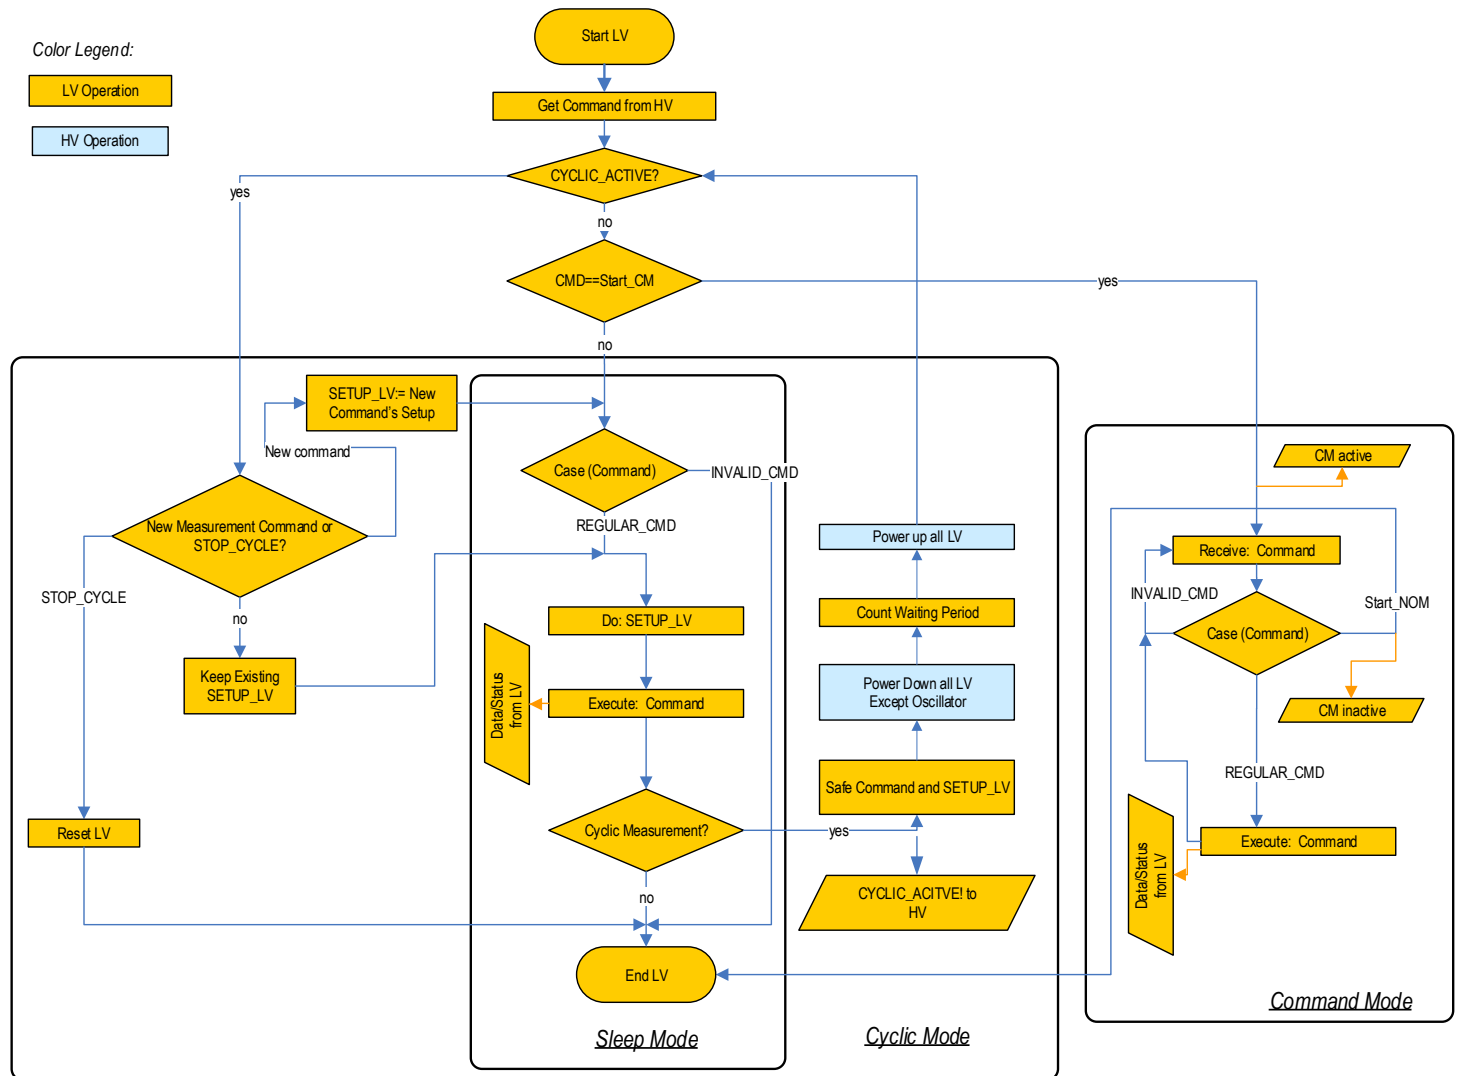 Start LV
Color Legend:
LV Operation
Get Command from HV
HV Operation
CYCLIC_ACTIVE?
yes
no
CMD==Start_CM
yes
no
SETUP_LV:= New
Command's Setup
New command
Case (Command)
INVALID_CMD
CM active
New Measurement Command or
STOP_CYCLE?
REGULAR_CMD
Power up all LV
Receive: Command
STOP_CYCLE
INVALID_CMD
Start_NOM
no
Do: SETUP_LV
Count Waiting Period
Case (Command)
Keep Existing
SETUP_LV
Data/Status
from LV
Execute: Command
Power Down all LV
Except Oscillator
CM inactive
REGULAR_CMD
Safe Command and SETUP_LV
Reset LV
Cyclic Measurement?
yes
Execute: Command
Data/Status
from LV
no
CYCLIC_ACITVE! to
HV
End LV
Sleep Mode
Cyclic Mode
Command Mode